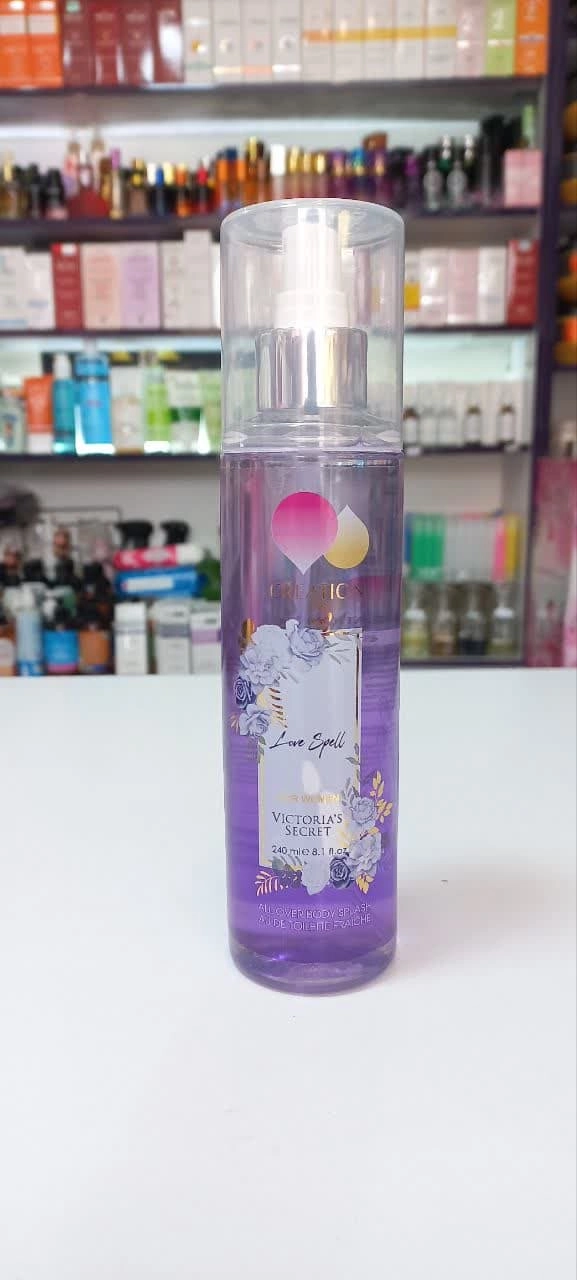 CREATION
Love Spell
FOR WOMEN
VICTORIA'S
SECRET
240 ml e 8.1 fl.oz
ALL OVER BODY SPLASH
EAU DE TOILETTE FRAICHE